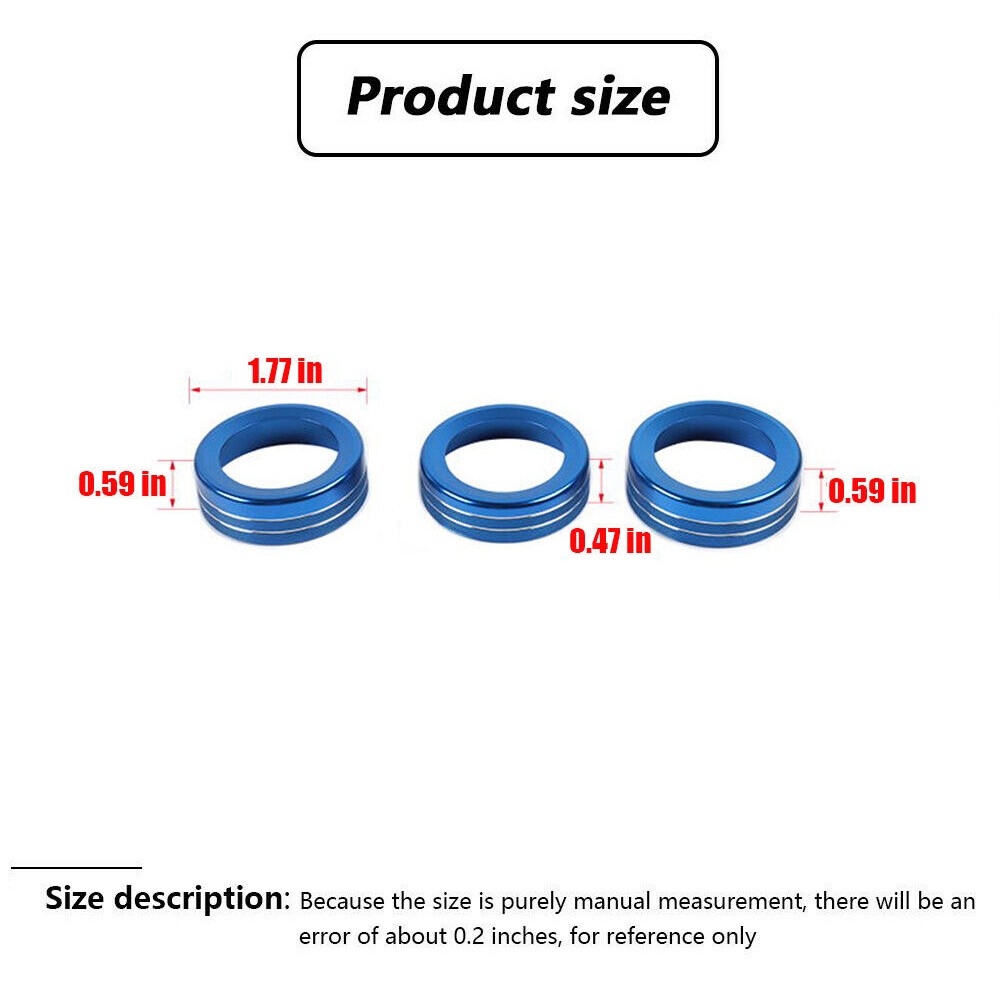 Product size
1.77 in
0.59 in
0.59 in
0.47 in
Size description: Because the size is purely manual measurement, there will be an
error of about 0.2 inches, for reference only